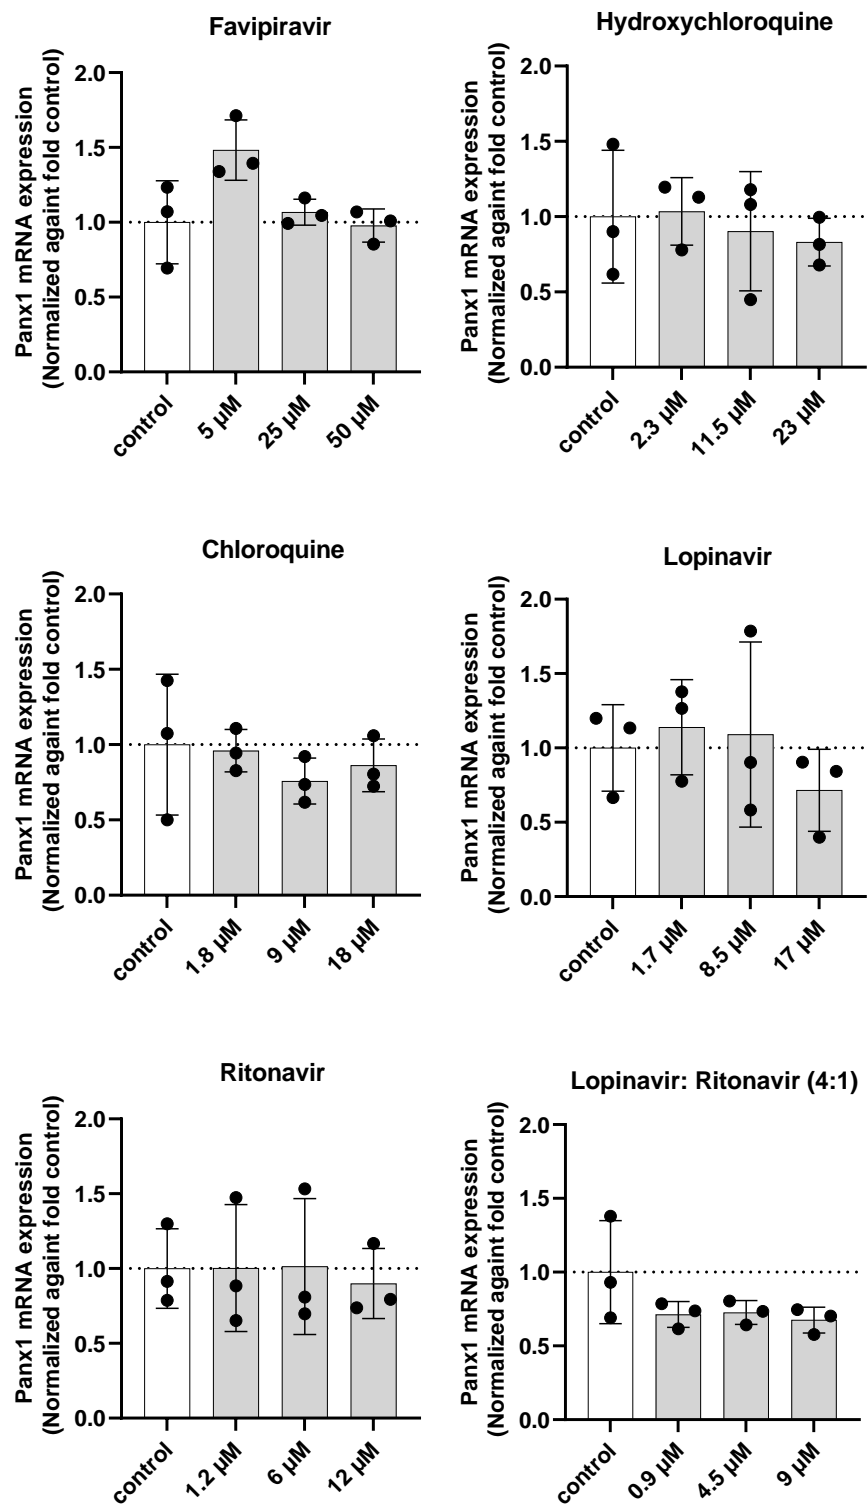 Favipiravir
Panx1 mRNA expression
(Normalized againt fold control)
2.0
1.5
1.0
0.5
0.0
control
5 µM
25 µM
50 µM
Hydroxychloroquine
Panx1 mRNA expression
(Normalized againt fold control)
2.0
1.5
1.0
0.5
0.0
control
2.3 µM
11.5 µM
23 µM
Chloroquine
Panx1 mRNA expression
(Normalized againt fold control)
2.0
1.5
1.0
0.5
0.0
control
1.8 µM
9 µM
18 µM
Lopinavir
Panx1 mRNA expression
(Normalized againt fold control)
2.0
1.5
1.0
0.5
0.0
control
1.7 µM
8.5 µM
17 µM
Ritonavir
Panx1 mRNA expression
(Normalized againt fold control)
2.0
1.5
1.0
0.5
0.0
control
1.2 µM
6 µM
12 µM
Lopinavir: Ritonavir (4:1)
Panx1 mRNA expression
(Normalized againt fold control)
2.0
1.5
1.0
0.5
0.0
control
0.9 µM
4.5 µM
9 µM